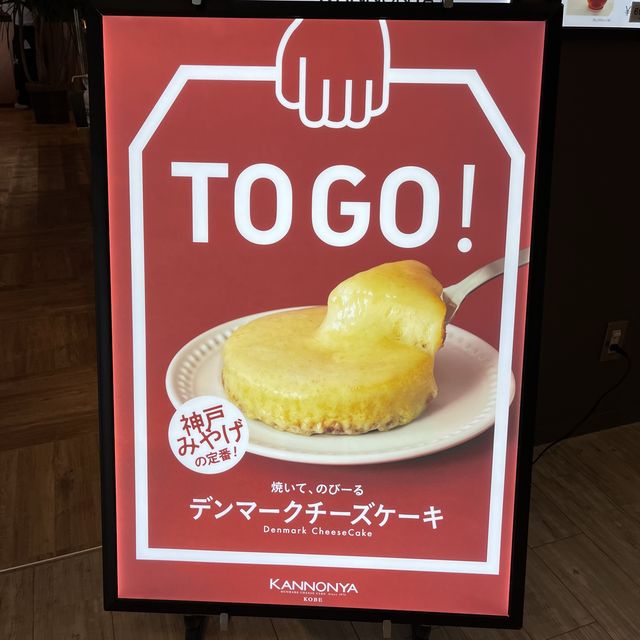 TO GO!
神戸
みやげ
の定番!
焼いて、のびーる
デンマークチーズケーキ
Denmark CheeseCake
KANNONYA
KOBE